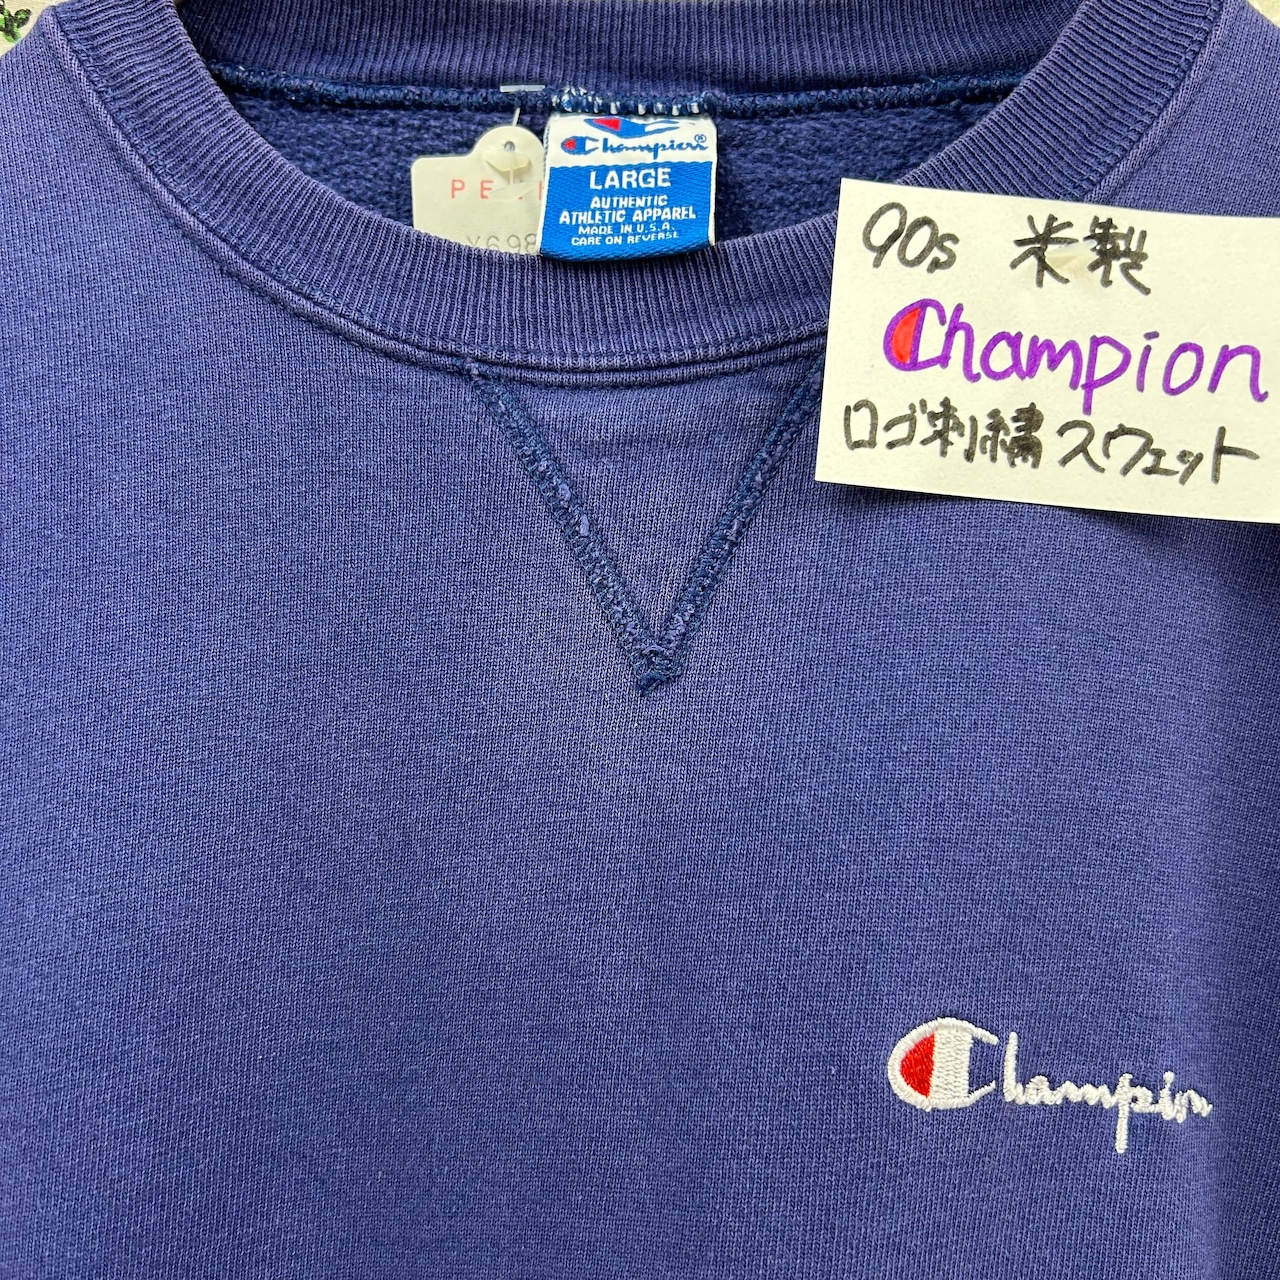 Champion
LARGE
AUTHENTIC
ATHLETIC APPAREL
MADE IN U.S.A.
CARE ON REVERSE
90s 米製
Champion
ロゴ刺繍スウェット
Champion